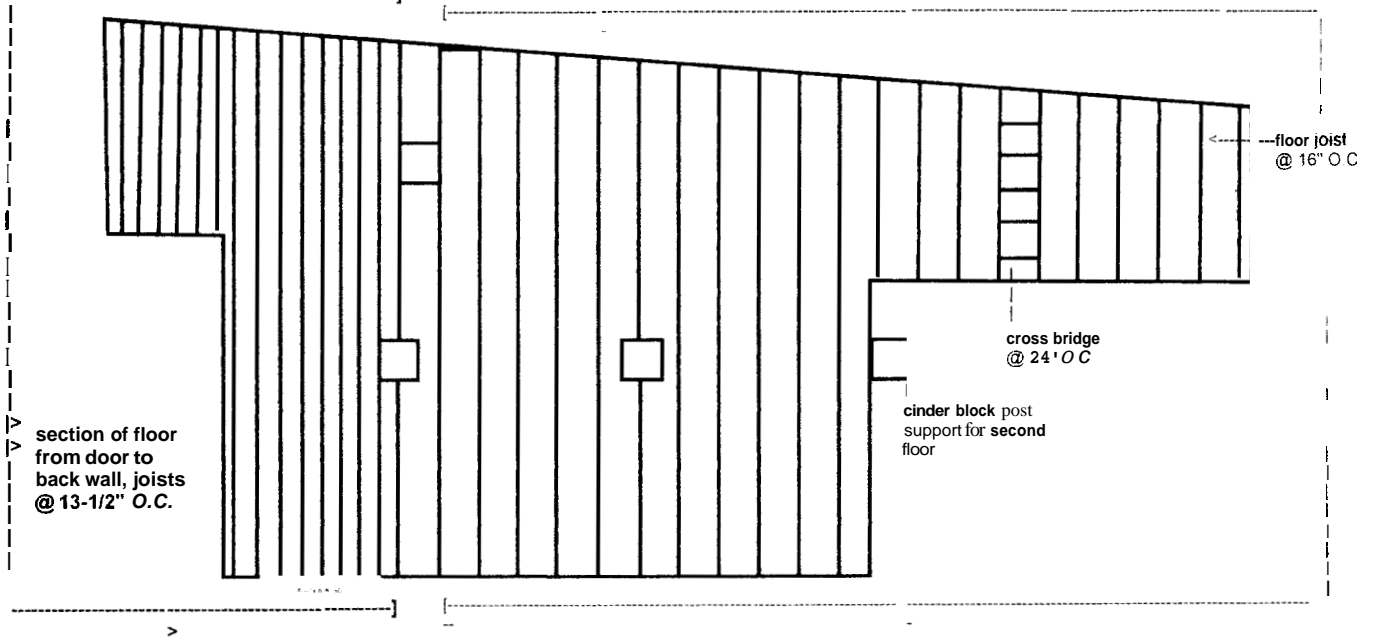 floor joist
@ 16" O C
cross bridge
@ 24' O C
cinder block post
support for second
floor
section of floor
from door to
back wall, joists
@ 13-1/2" O.C.